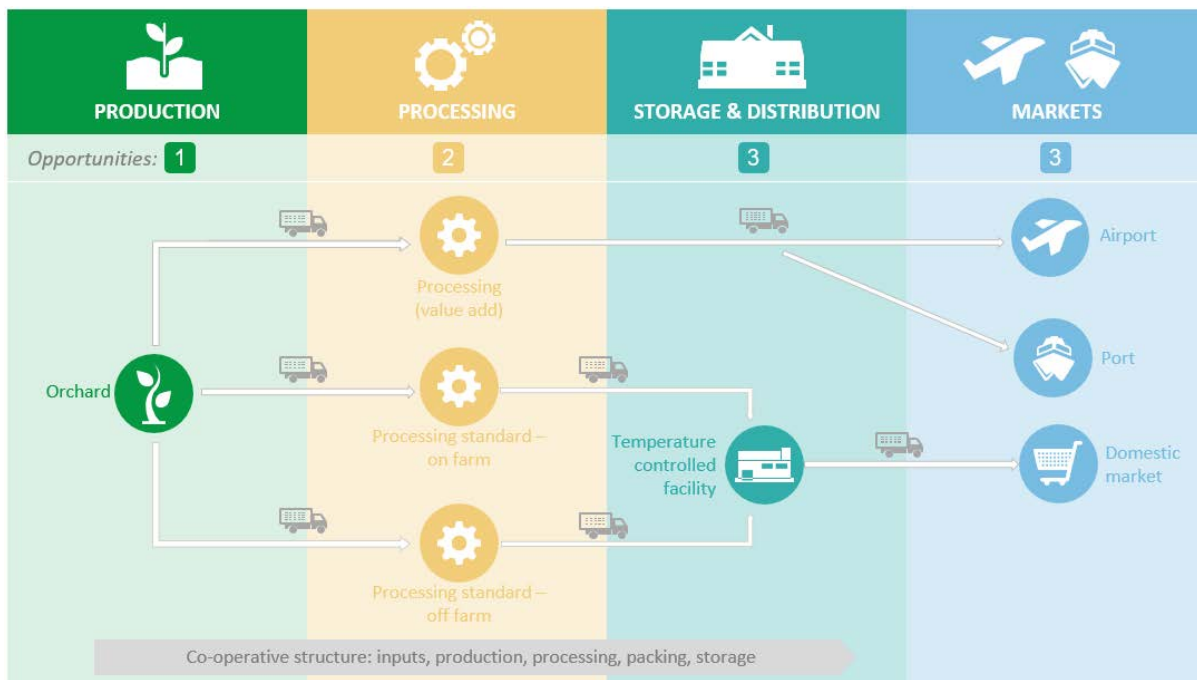 PRODUCTION
PROCESSING
STORAGE & DISTRIBUTION
MARKETS
Opportunities: 1
2
3
3
Airport
Processing
(value add)
Port
Orchard
Processing standard –
on farm
Temperature
controlled
facility
Domestic
market
Processing standard –
off farm
Co-operative structure: inputs, production, processing, packing, storage